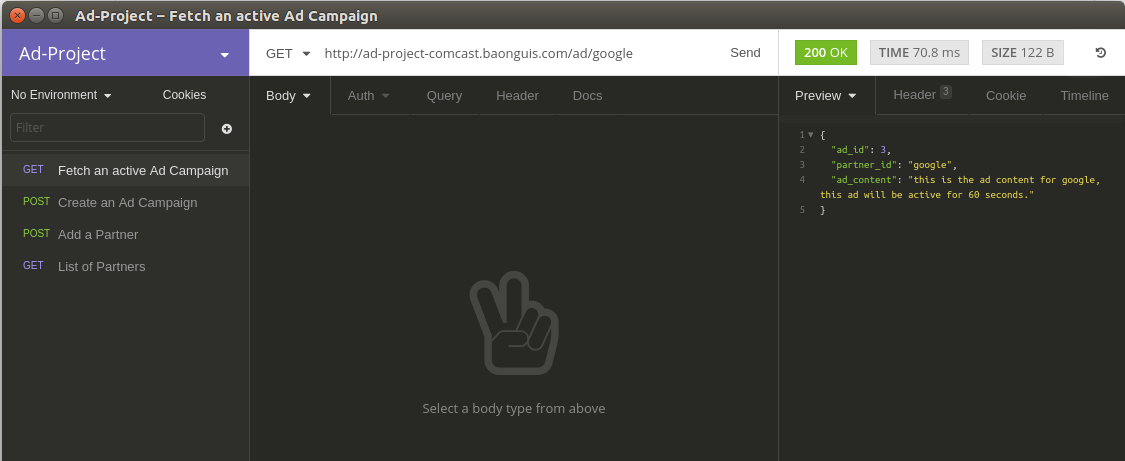 Ad-Project – Fetch an active Ad Campaign
Ad-Project
GET http://ad-project-comcast.baonguis.com/ad/google Send
200 OK TIME 70.8 ms SIZE 122 B
No Environment Cookies
Filter
GET Fetch an active Ad Campaign
POST Create an Ad Campaign
POST Add a Partner
GET List of Partners
Body Auth Query Header Docs
Select a body type from above
Preview Header 3 Cookie Timeline
1 {
2 "ad_id": 3,
3 "partner_id": "google",
4 "ad_content": "this is the ad content for google,
this ad will be active for 60 seconds."
5 }